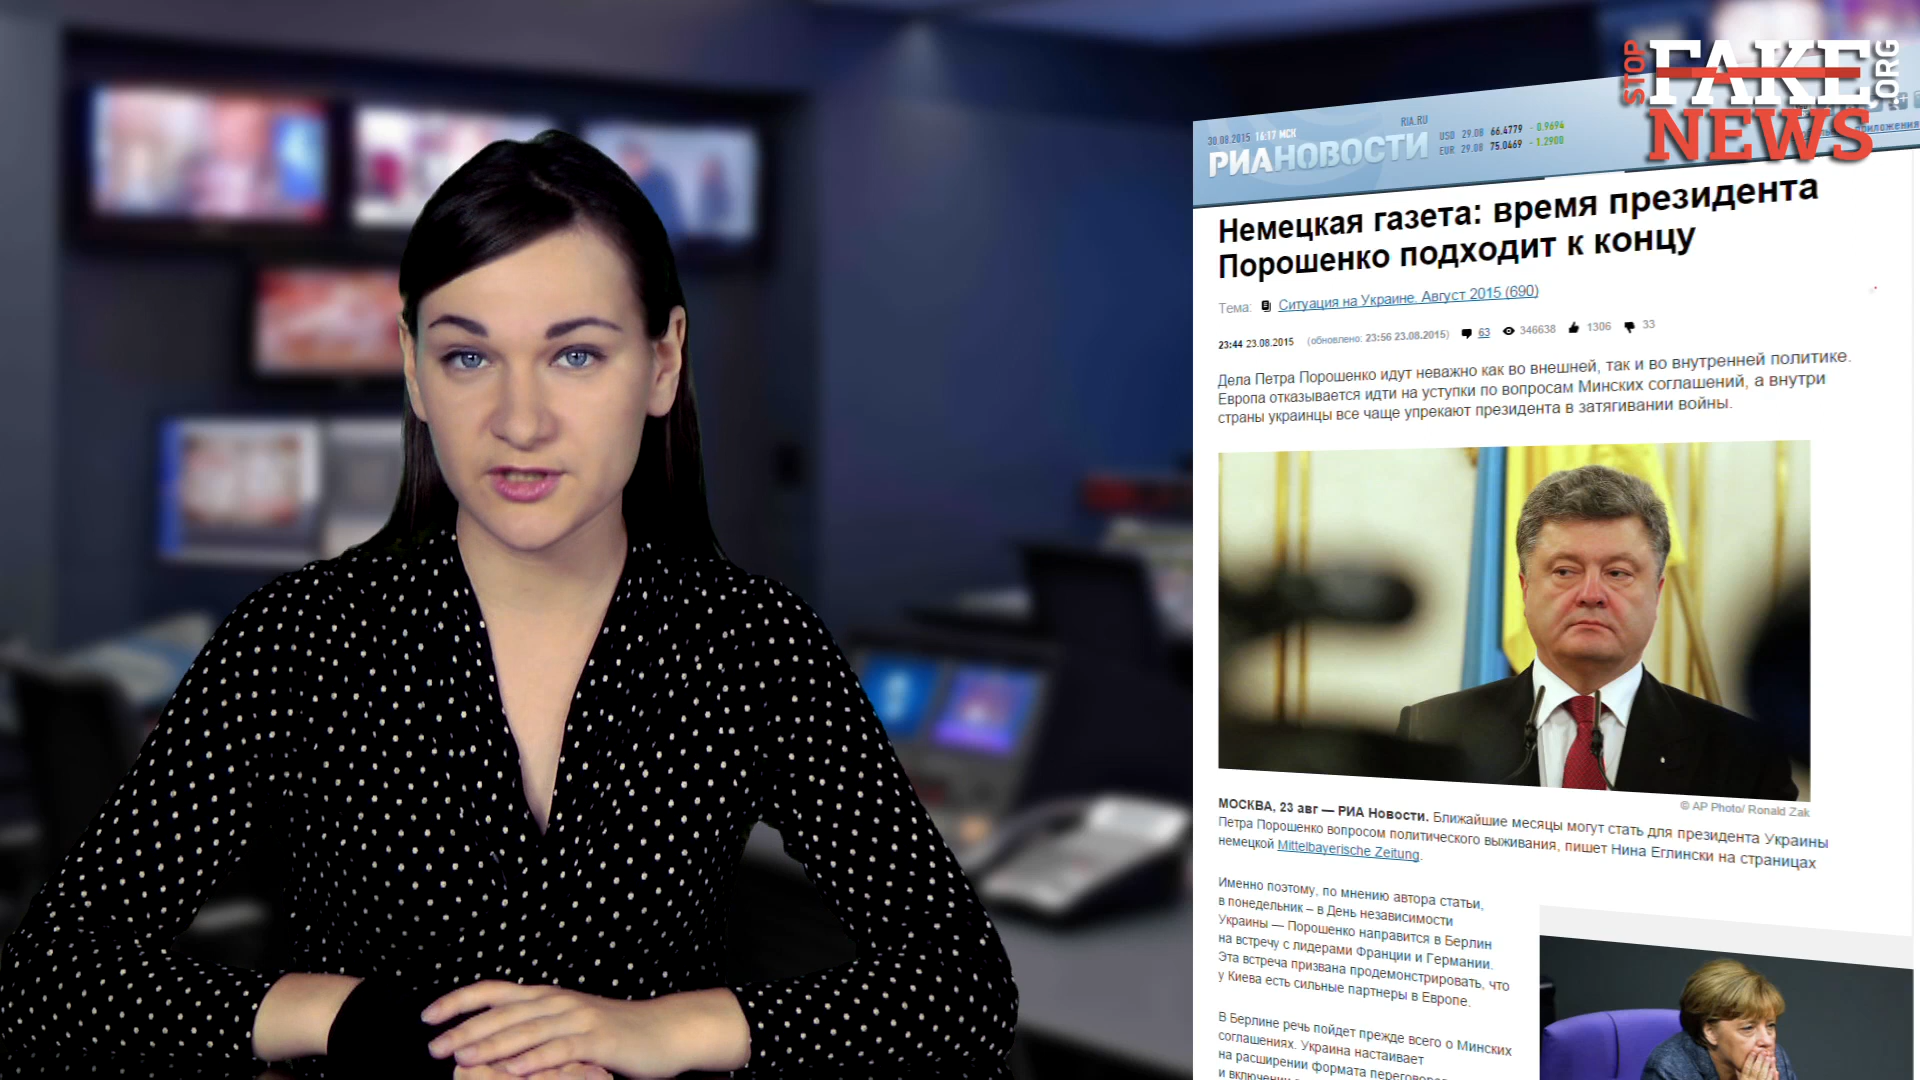 STOP FAKE .ORG
NEWS
30.08.2015 16:17 МСК
RIA.RU
РИАНОВОСТИ
USD 29.08 66.4779 - 0.9694
EUR 29.08 75.0469 - 1.2900
приложения
Немецкая газета: время президента
Порошенко подходит к концу
Тема: Ситуация на Украине. Август 2015 (690)
23:44 23.08.2015 (обновлено: 23:56 23.08.2015) 63 346638 1306 33
Дела Петра Порошенко идут неважно как во внешней, так и во внутренней политике.
Европа отказывается идти на уступки по вопросам Минских соглашений, а внутри
страны украинцы все чаще упрекают президента в затягивании войны.
© AP Photo/ Ronald Zak
МОСКВА, 23 авг — РИА Новости. Ближайшие месяцы могут стать для президента Украины
Петра Порошенко вопросом политического выживания, пишет Нина Еглински на страницах
немецкой Mittelbayerische Zeitung.
Именно поэтому, по мнению автора статьи,
в понедельник – в День независимости
Украины — Порошенко направится в Берлин
на встречу с лидерами Франции и Германии.
Эта встреча призвана продемонстрировать, что
у Киева есть сильные партнеры в Европе.
В Берлине речь пойдет прежде всего о Минских
соглашениях. Украина настаивает
на расширении формата
и включении